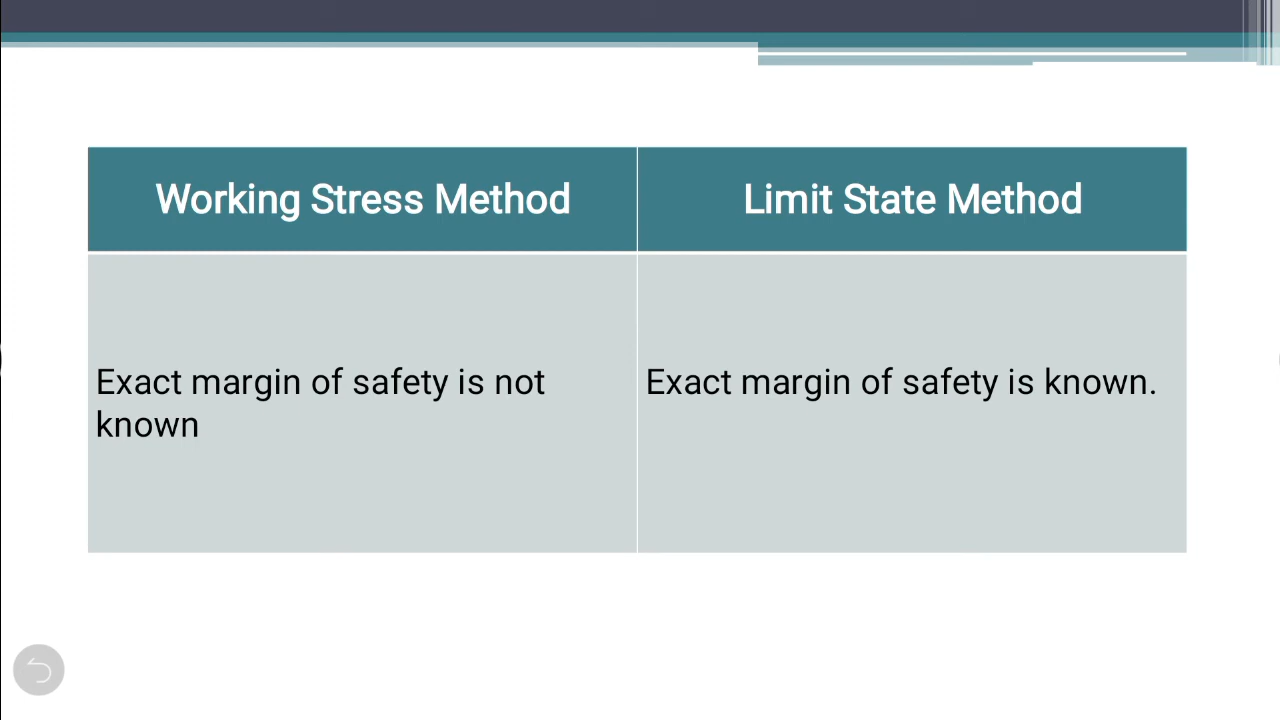 Working Stress Method
Limit State Method
Exact margin of safety is not
known
Exact margin of safety is known.